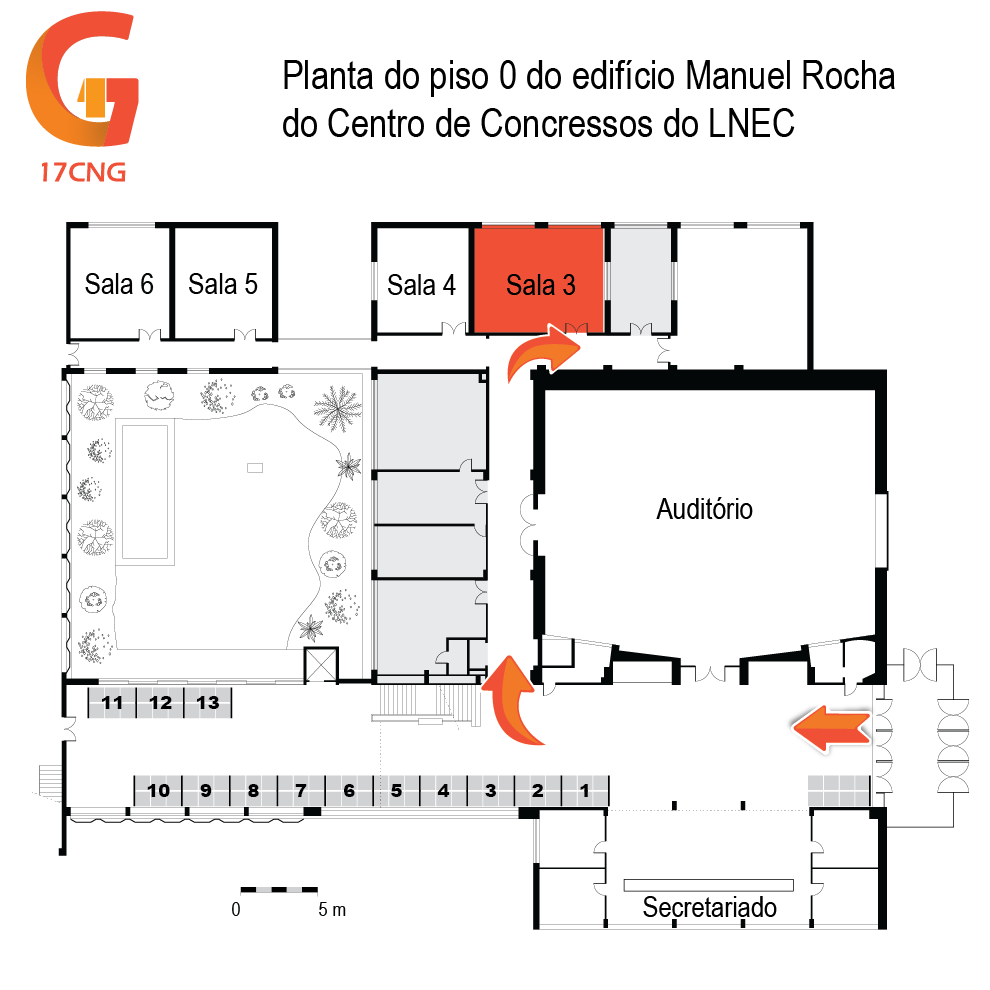 17CNG
Planta do piso 0 do edifício Manuel Rocha
do Centro de Concressos do LNEC
Sala 6
Sala 5
Sala 4
Sala 3
Auditório
11 12 13
10 9 8 7 6 5 4 3 2 1
Secretariado
0 5 m